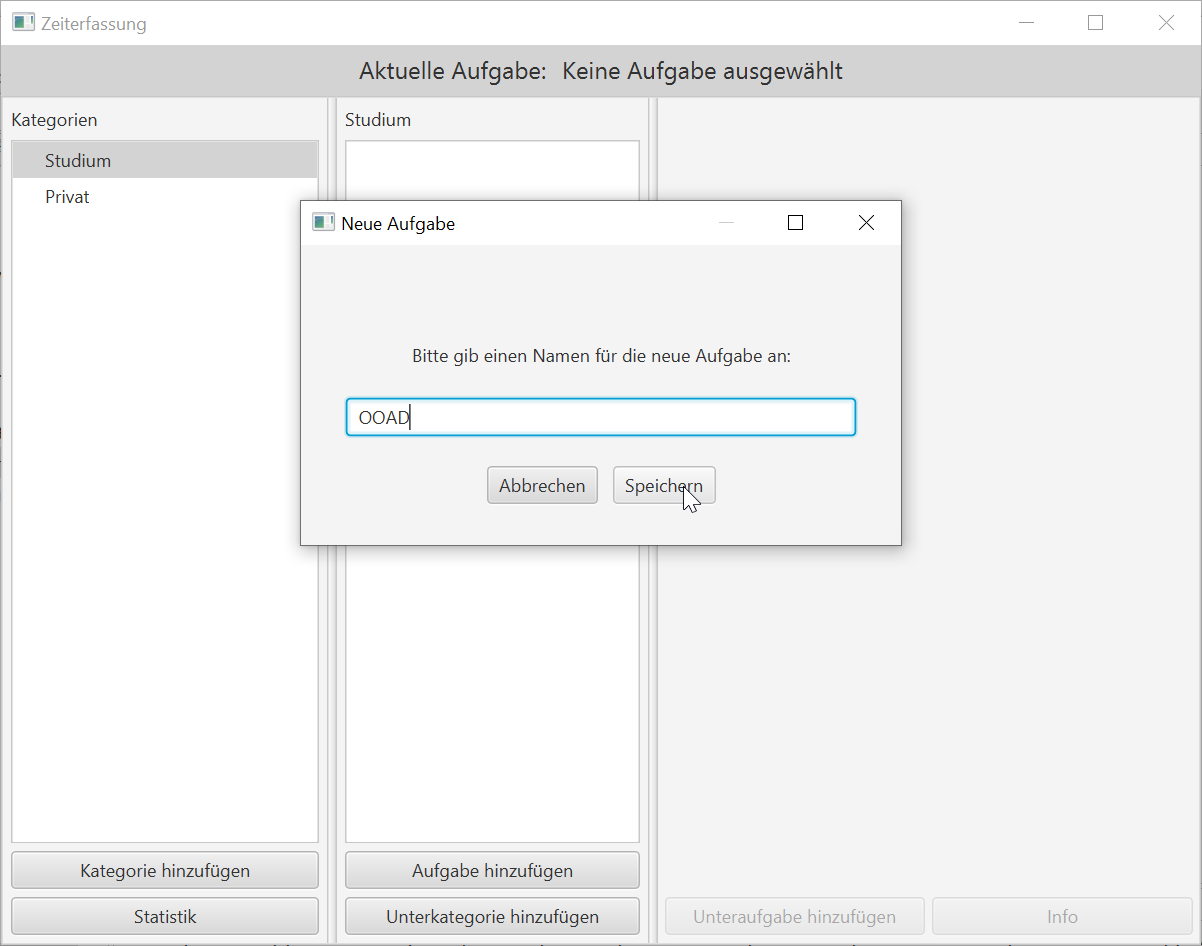 Zeiterfassung
Aktuelle Aufgabe: Keine Aufgabe ausgewählt
Kategorien
Studium
Privat
Studium
Neue Aufgabe
Bitte gib einen Namen für die neue Aufgabe an:
OOAD
Abbrechen
Speichern
Kategorie hinzufügen
Statistik
Aufgabe hinzufügen
Unterkategorie hinzufügen
Unteraufgabe hinzufügen
Info